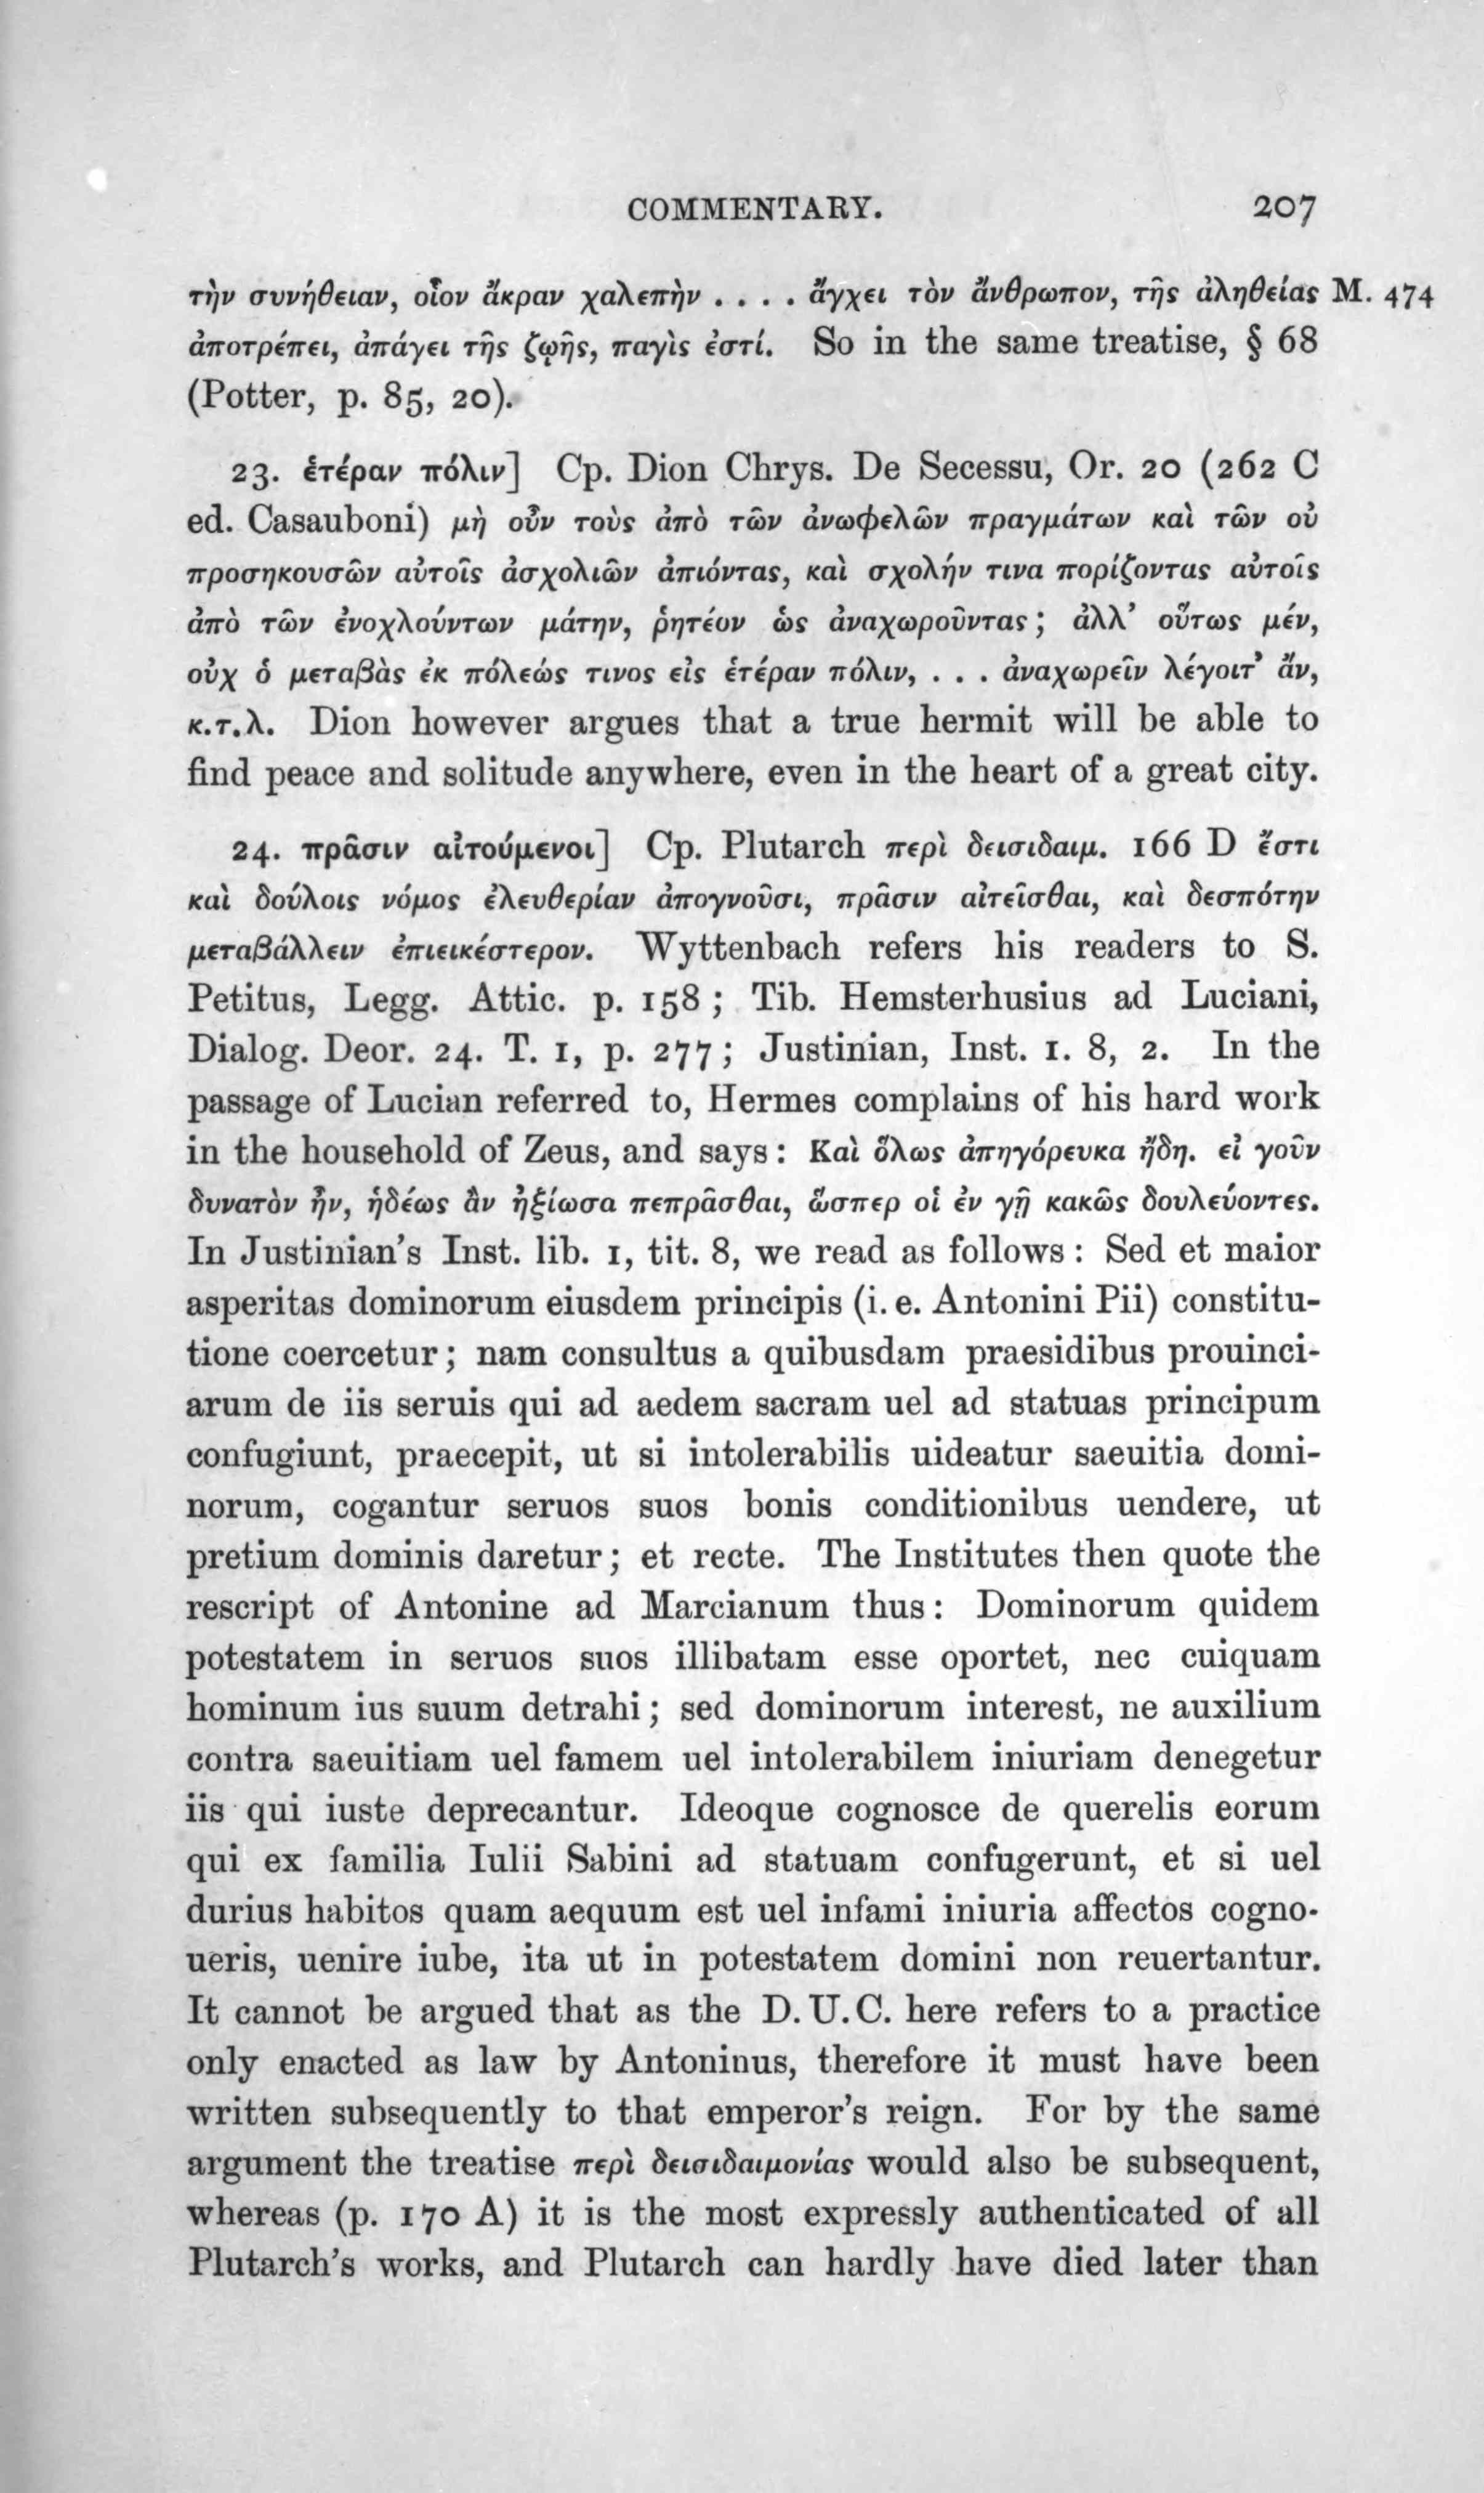 COMMENTARY. 207
τὴν συνήθειαν, οἷον ἄκραν χαλεπὴν . . . . ἄγχει τὸν ἄνθρωπον, τῆς ἀληθείας M. 474
ἀποτρέπει, ἀπάγει τῆς ζῳῆς, παγὶς ἐστί. So in the same treatise, § 68
(Potter, p. 85, 20).
23. ἑτέραν πόλιν] Cp. Dion Chrys. De Secessu, Or. 20 (262 C
ed. Casauboni) μὴ οὖν τοὺς ἀπὸ τῶν ἀνωφελῶν πραγμάτων καὶ τῶν οὐ
προσηκουσῶν αὐτοῖς ἀσχολιῶν ἀπιόντας, καὶ σχολήν τινα πορίζοντας αὐτοῖς
ἀπὸ τῶν ἐνοχλούντων μάτην, ῥητέον ὡς ἀναχωροῦντας; ἀλλ’ οὕτως μέν,
οὐχ ὁ μεταβὰς ἐκ πόλεώς τινος εἰς ἑτέραν πόλιν, . . . ἀναχωρεῖν λέγοιτ’ ἄν,
κ.τ.λ. Dion however argues that a true hermit will be able to
find peace and solitude anywhere, even in the heart of a great city.
24. πρᾶσιν αἰτούμενοι] Cp. Plutarch περὶ δεισιδαιμ. 166 D ἔστι
καὶ δούλοις νόμος ἐλευθερίαν ἀπογνοῦσι, πρᾶσιν αἰτεῖσθαι, καὶ δεσπότην
μεταβάλλειν ἐπιεικέστερον. Wyttenbach refers his readers to S.
Petitus, Legg. Attic. p. 158; Tib. Hemsterhusius ad Luciani,
Dialog. Deor. 24. T. 1, p. 277; Justinian, Inst. 1. 8, 2. In the
passage of Lucian referred to, Hermes complains of his hard work
in the household of Zeus, and says: Καὶ ὅλως ἀπηγόρευκα ἤδη. εἰ γοῦν
δυνατὸν ἦν, ἡδέως ἂν ἠξίωσα πεπρᾶσθαι, ὥσπερ οἱ ἐν γῇ κακῶς δουλεύοντες.
In Justinian’s Inst. lib. 1, tit. 8, we read as follows: Sed et maior
asperitas dominorum eiusdem principis (i. e. Antonini Pii) constitu-
tione coercetur; nam consultus a quibusdam praesidibus prouinci-
arum de iis seruis qui ad aedem sacram uel ad statuas principum
confugiunt, praecepit, ut si intolerabilis uideatur saeuitia domi-
norum, cogantur seruos suos bonis conditionibus uendere, ut
pretium dominis daretur; et recte. The Institutes then quote the
rescript of Antonine ad Marcianum thus: Dominorum quidem
potestatem in seruos suos illibatam esse oportet, nec cuiquam
hominum ius suum detrahi; sed dominorum interest, ne auxilium
contra saeuitiam uel famem uel intolerabilem iniuriam denegetur
iis qui iuste deprecantur. Ideoque cognosce de querelis eorum
qui ex familia Iulii Sabini ad statuam confugerunt, et si uel
durius habitos quam aequum est uel infami iniuria affectos cogno-
ueris, uenire iube, ita ut in potestatem domini non reuertantur.
It cannot be argued that as the D. U. C. here refers to a practice
only enacted as law by Antoninus, therefore it must have been
written subsequently to that emperor’s reign. For by the same
argument the treatise περὶ δεισιδαιμονίας would also be subsequent,
whereas (p. 170 A) it is the most expressly authenticated of all
Plutarch’s works, and Plutarch can hardly have died later than